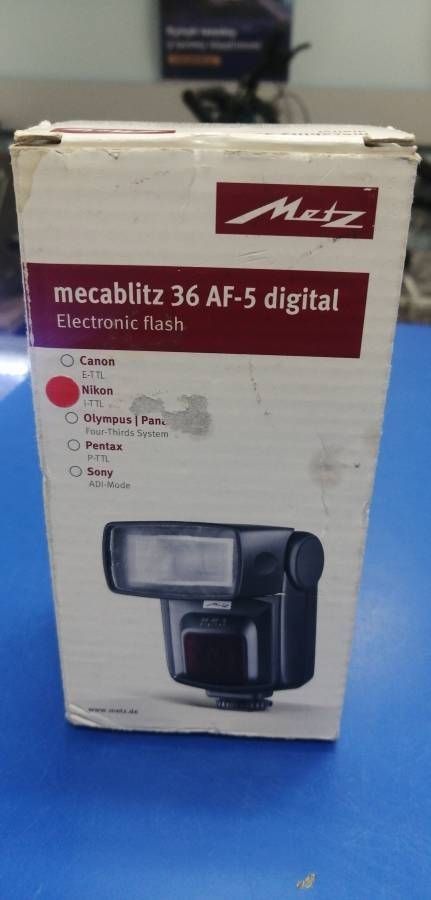 Metz
mecablitz 36 AF-5 digital
Electronic flash
Canon
E-TTL
Nikon
I-TTL
Olympus | Pana
Four-Thirds System
Pentax
P-TTL
Sony
ADI-Mode
Metz
www.metz.de